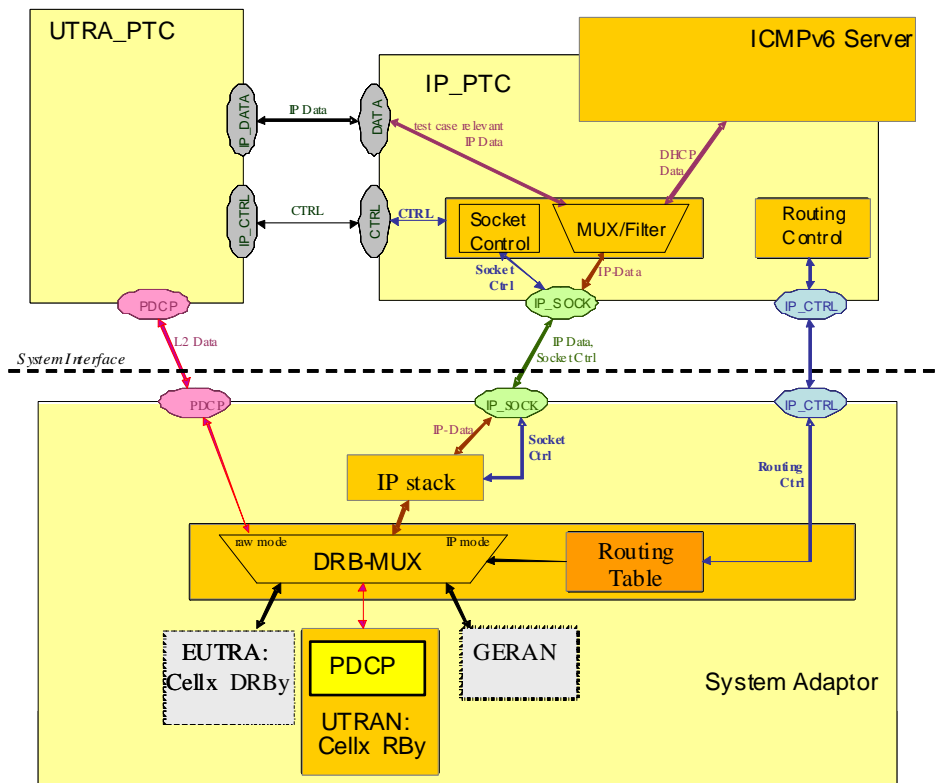 UTRA_PTC
ICMPv6 Server
IP_PTC
IP_DATA
IP Data
DATA
test case relevant
IP Data
DHCP
Data
IP_CTRL
CTRL
CTRL
CTRL
Socket
Control
MUX/Filter
Routing
Control
Socket
Ctrl
IP-Data
PDCP
IP_SOCK
IP_CTRL
L2 Data
IP Data,
Socket Ctrl
System Interface
PDCP
IP_SOCK
IP_CTRL
IP-Data
Socket
Ctrl
IP stack
Routing
Ctrl
raw mode
IP mode
DRB-MUX
Routing
Table
EUTRA:
Cellx DRBy
PDCP
UTRAN:
Cellx RBy
GERAN
System Adaptor